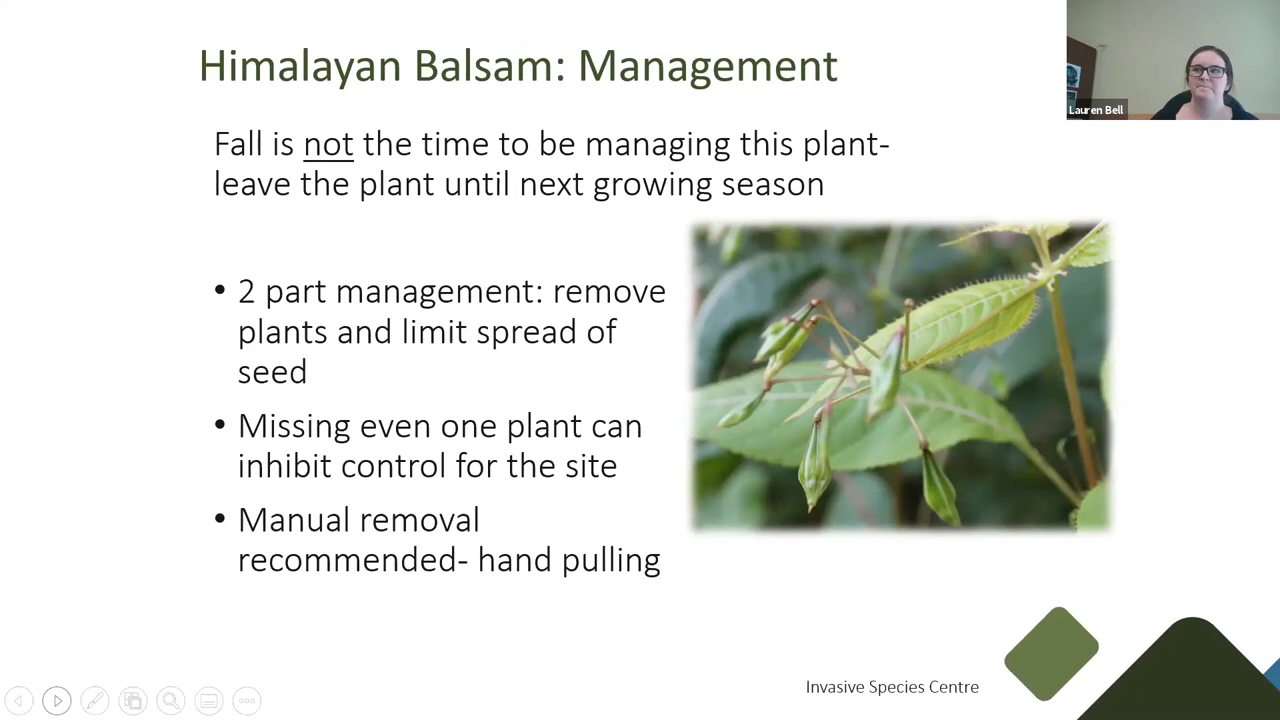 Himalayan Balsam: Management
Lauren Bell
Fall is not the time to be managing this plant-
leave the plant until next growing season
• 2 part management: remove
plants and limit spread of
seed
• Missing even one plant can
inhibit control for the site
• Manual removal
recommended- hand pulling
Invasive Species Centre